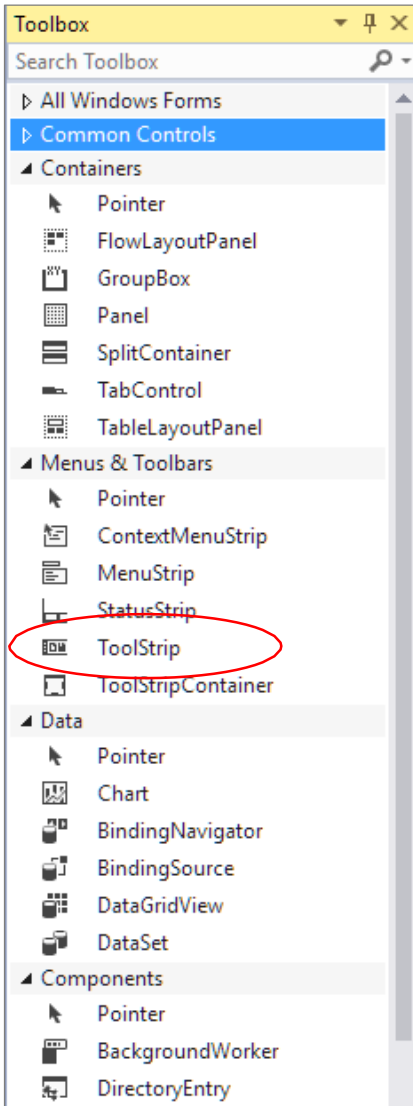 Toolbox
Search Toolbox
All Windows Forms
Common Controls
Containers
Pointer
FlowLayoutPanel
GroupBox
Panel
SplitContainer
TabControl
TableLayoutPanel
Menus & Toolbars
Pointer
ContextMenuStrip
MenuStrip
StatusStrip
ToolStrip
ToolStripContainer
Data
Pointer
Chart
BindingNavigator
BindingSource
DataGridView
DataSet
Components
Pointer
BackgroundWorker
DirectoryEntry